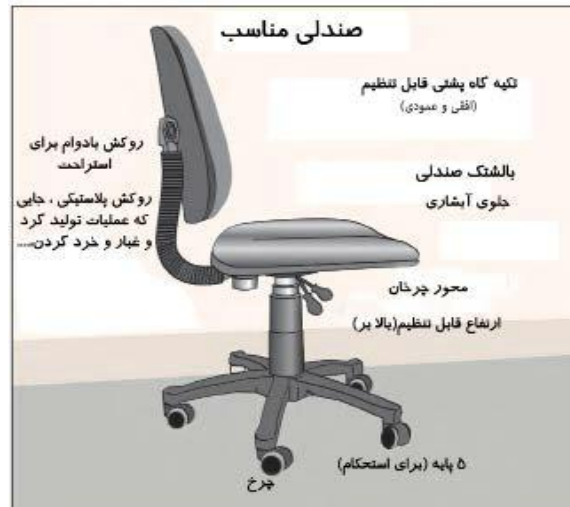 صندلی مناسب
تکیه گاه پشتی قابل تنظیم
(افقی و عمودی)
روکش بادوام برای
استراحت
بالشتک صندلی
جلوی آبشاری
روکش پلاستیکی ، جایی
که عملیات تولید گرد
و غبار و خرد کردن.....
محور چرخان
ارتفاع قابل تنظیم(بالا بر)
۵ پایه (برای استحکام)
چرخ